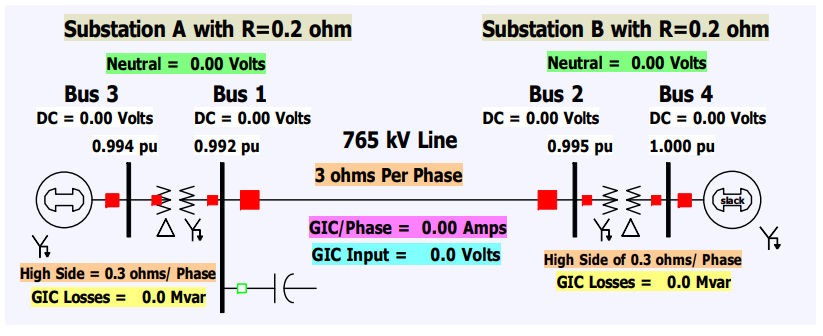 Substation A with R=0.2 ohm
Substation B with R=0.2 ohm
Neutral = 0.00 Volts
Neutral = 0.00 Volts
Bus 3
Bus 1
Bus 2
Bus 4
DC = 0.00 Volts
DC = 0.00 Volts
DC = 0.00 Volts
DC = 0.00 Volts
765 kV Line
0.994 pu
0.992 pu
0.995 pu
1.000 pu
3 ohms Per Phase
slack
GIC/Phase = 0.00 Amps
GIC Input = 0.0 Volts
High Side = 0.3 ohms/ Phase
High Side of 0.3 ohms/ Phase
GIC Losses = 0.0 Mvar
GIC Losses = 0.0 Mvar